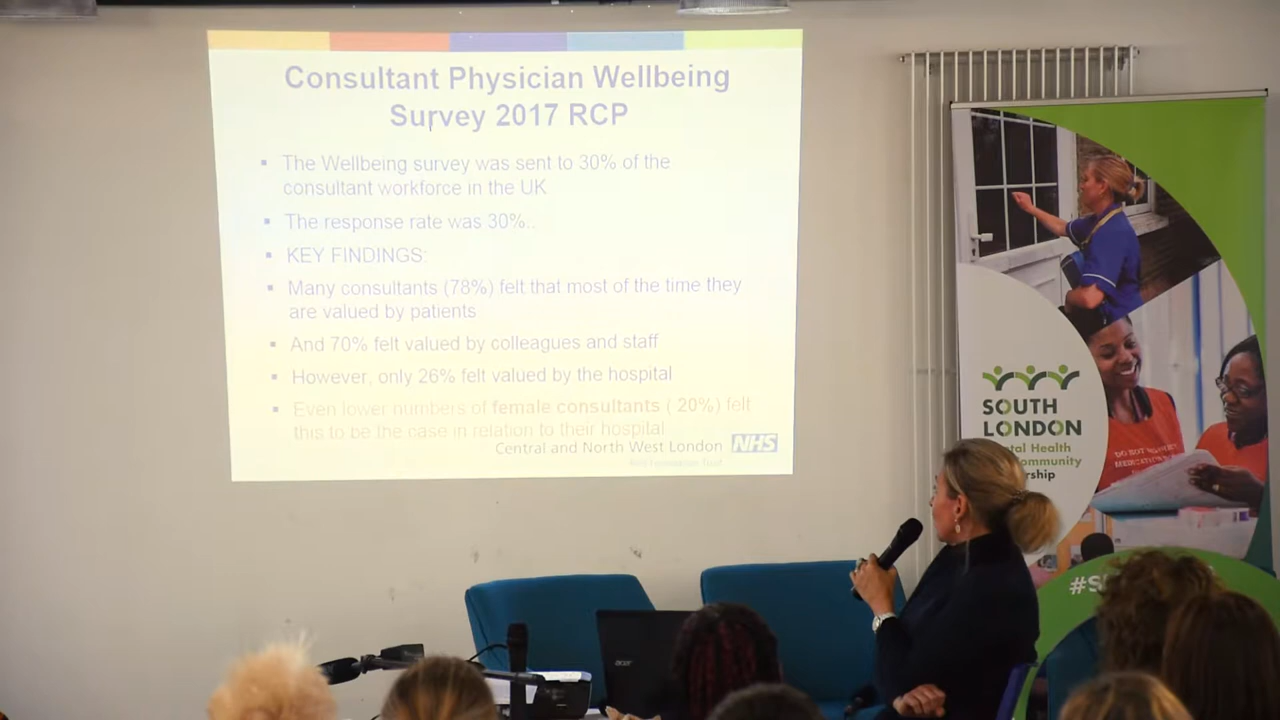 Consultant Physician Wellbeing
Survey 2017 RCP
▪ The Wellbeing survey was sent to 30% of the
consultant workforce in the UK
▪ The response rate was 30%..
▪ KEY FINDINGS:
▪ Many consultants (78%) felt that most of the time they
are valued by patients
▪ And 70% felt valued by colleagues and staff
▪ However, only 26% felt valued by the hospital
▪ Even lower numbers of female consultants ( 20%) felt
this to be the case in relation to their hospital
Central and North West London NHS
SOUTH
LONDON
Health
DO NOT
acer